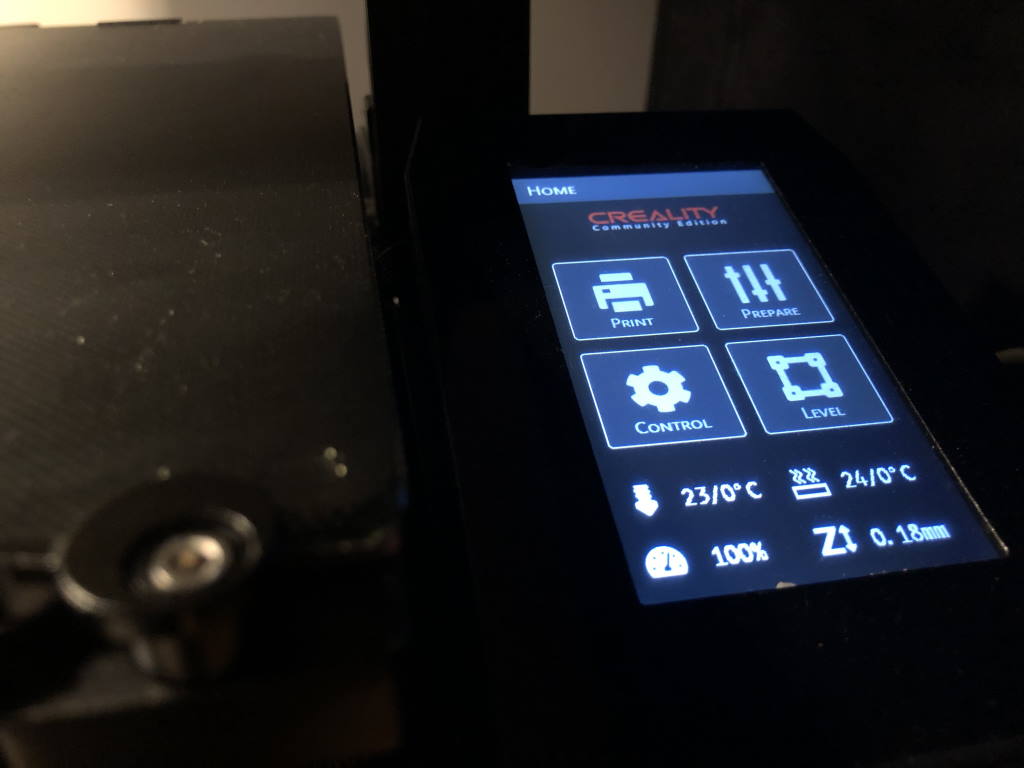 Home
CREALITY
Community Edition
Print
Prepare
Control
Level
23/0°C
24/0°C
100%
Z 0.18mm